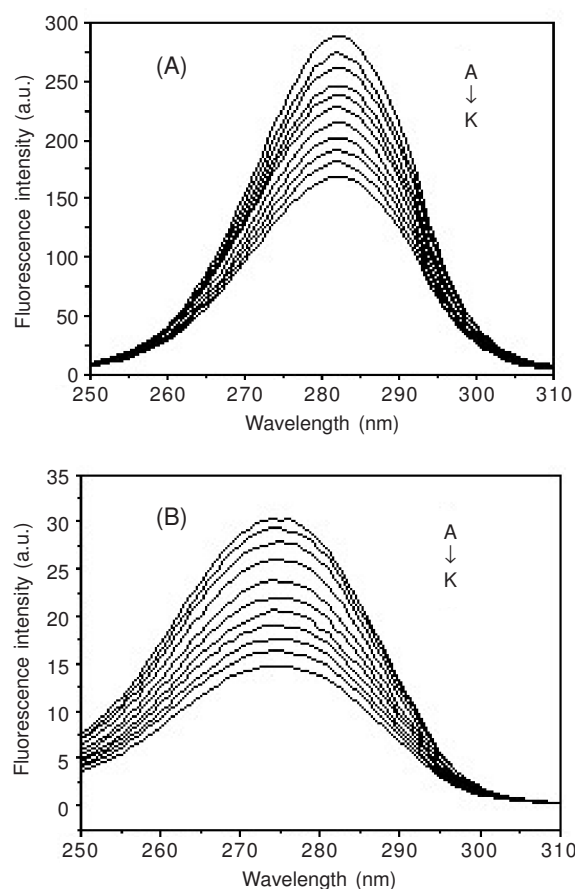 Fluorescence intensity (a.u.)
300
250
200
150
100
50
0
(A)
A
↓
K
250 260 270 280 290 300 310
Wavelength (nm)
Fluorescence intensity (a.u.)
35
30
25
20
15
10
5
0
(B)
A
↓
K
250 260 270 280 290 300 310
Wavelength (nm)